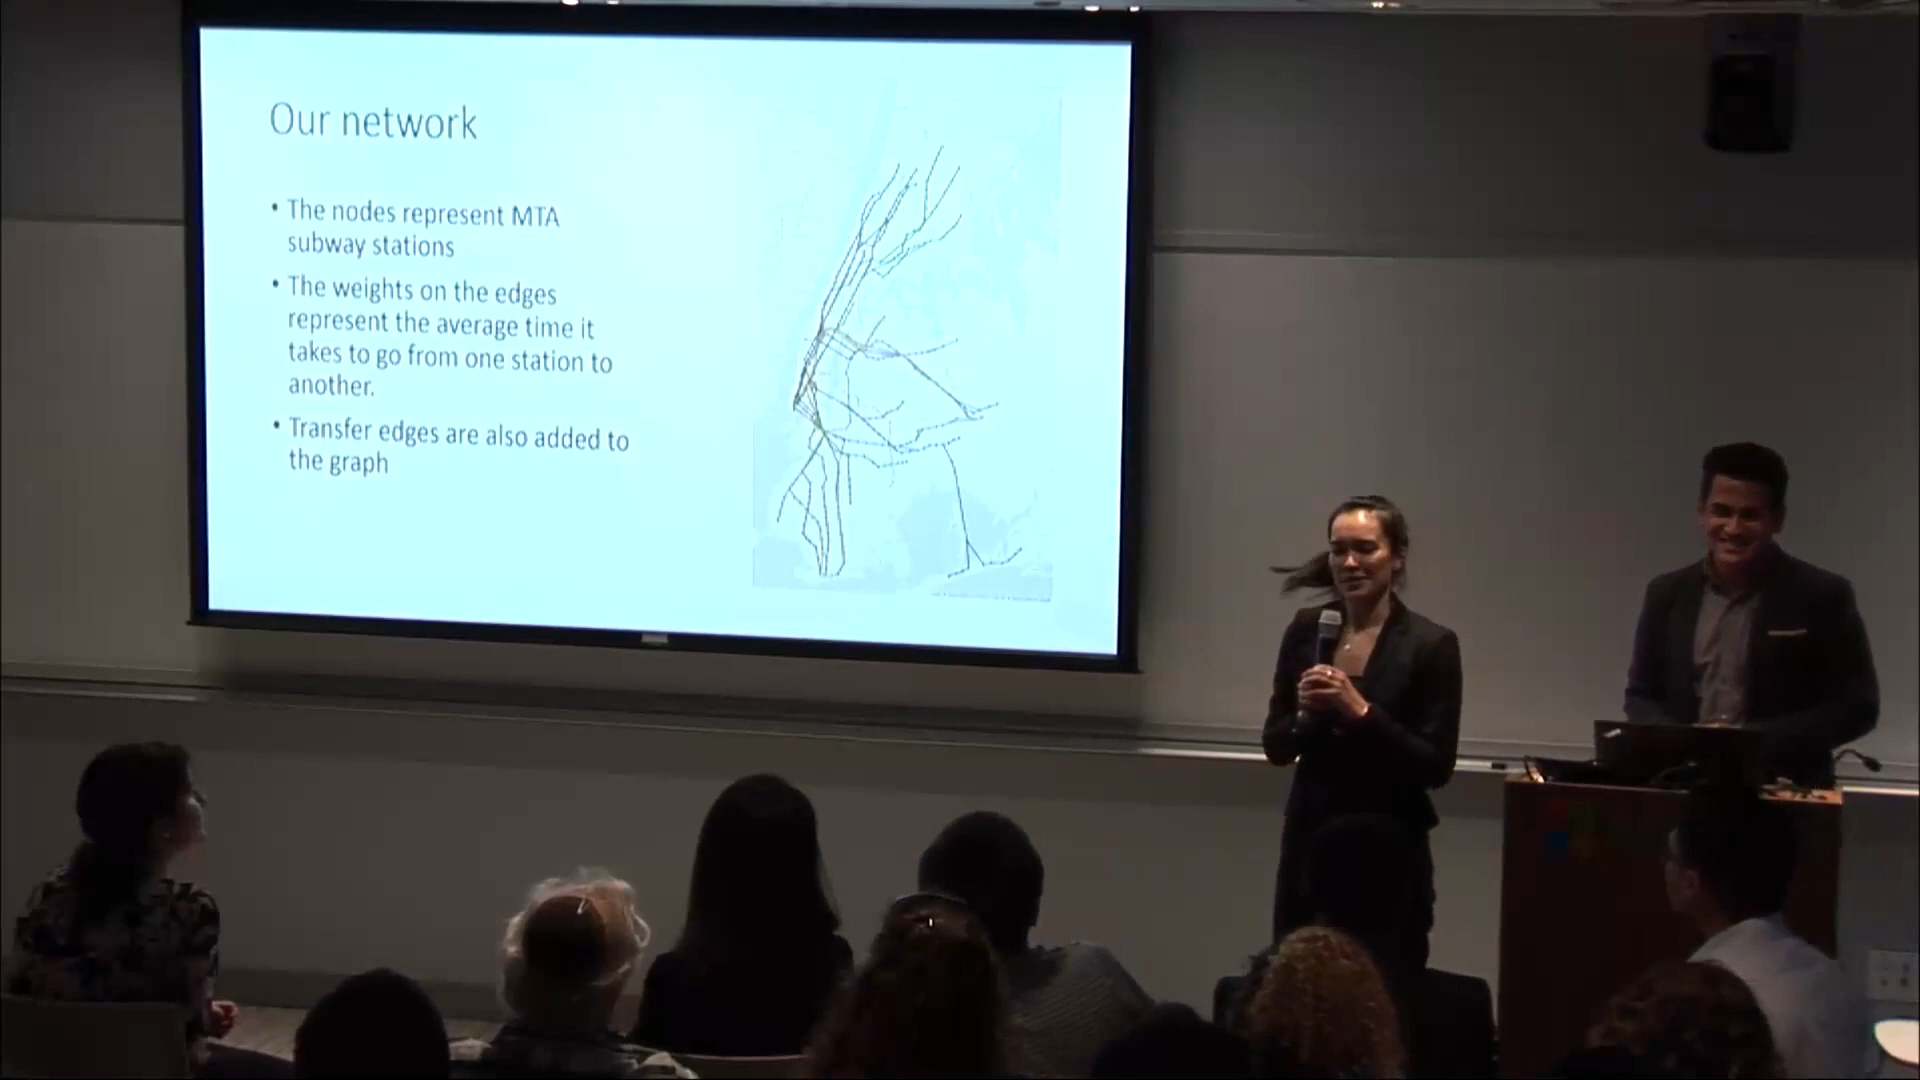 Our network
• The nodes represent MTA
subway stations
• The weights on the edges
represent the average time it
takes to go from one station to
another.
• Transfer edges are also added to
the graph